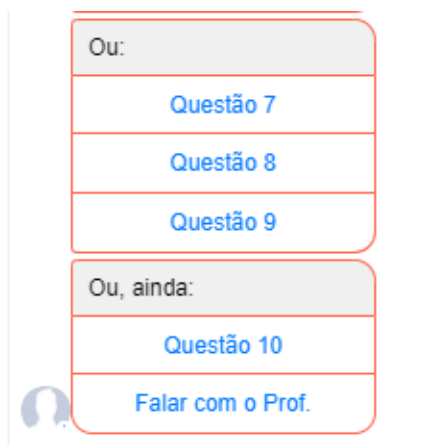 Ou:
Questão 7
Questão 8
Questão 9
Ou, ainda:
Questão 10
Falar com o Prof.